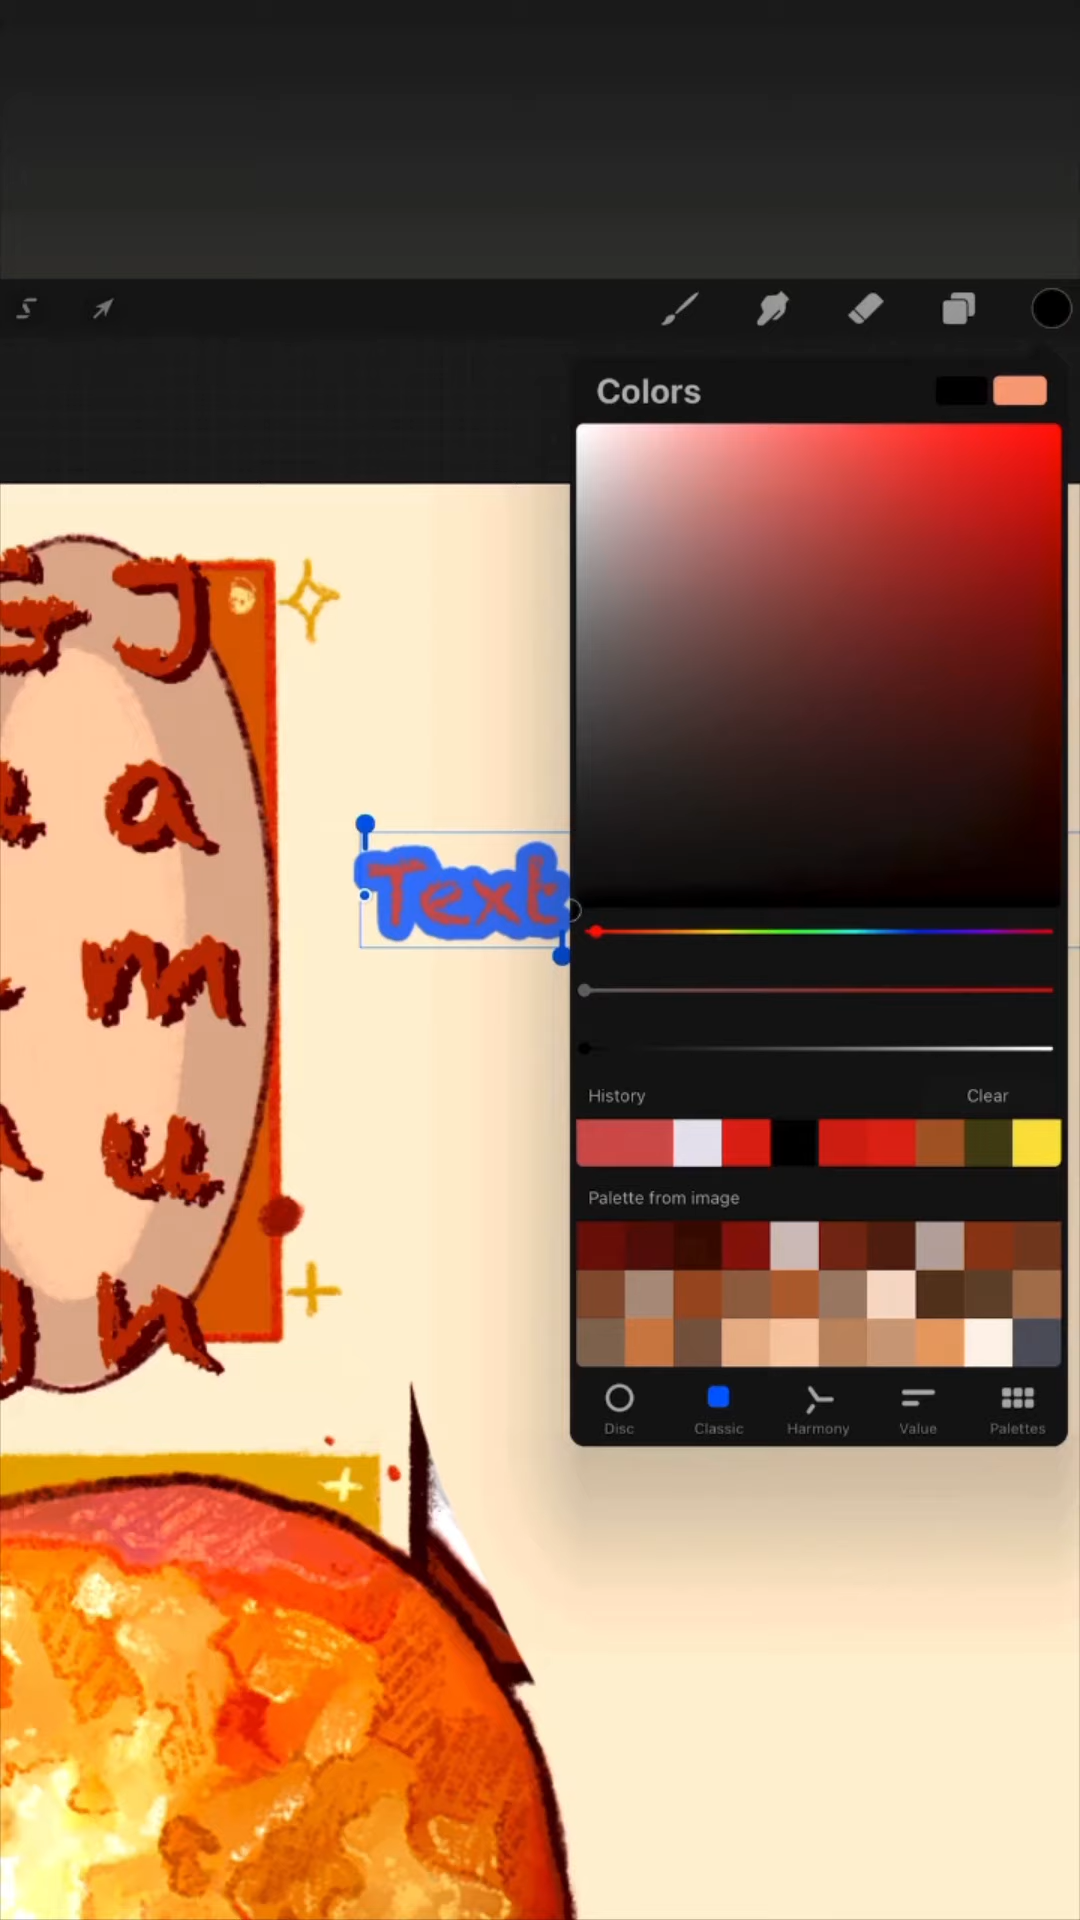 Colors
G J
a
Text
m
History
Clear
u
Palette from image
n
Disc
Classic
Harmony
Value
Palettes